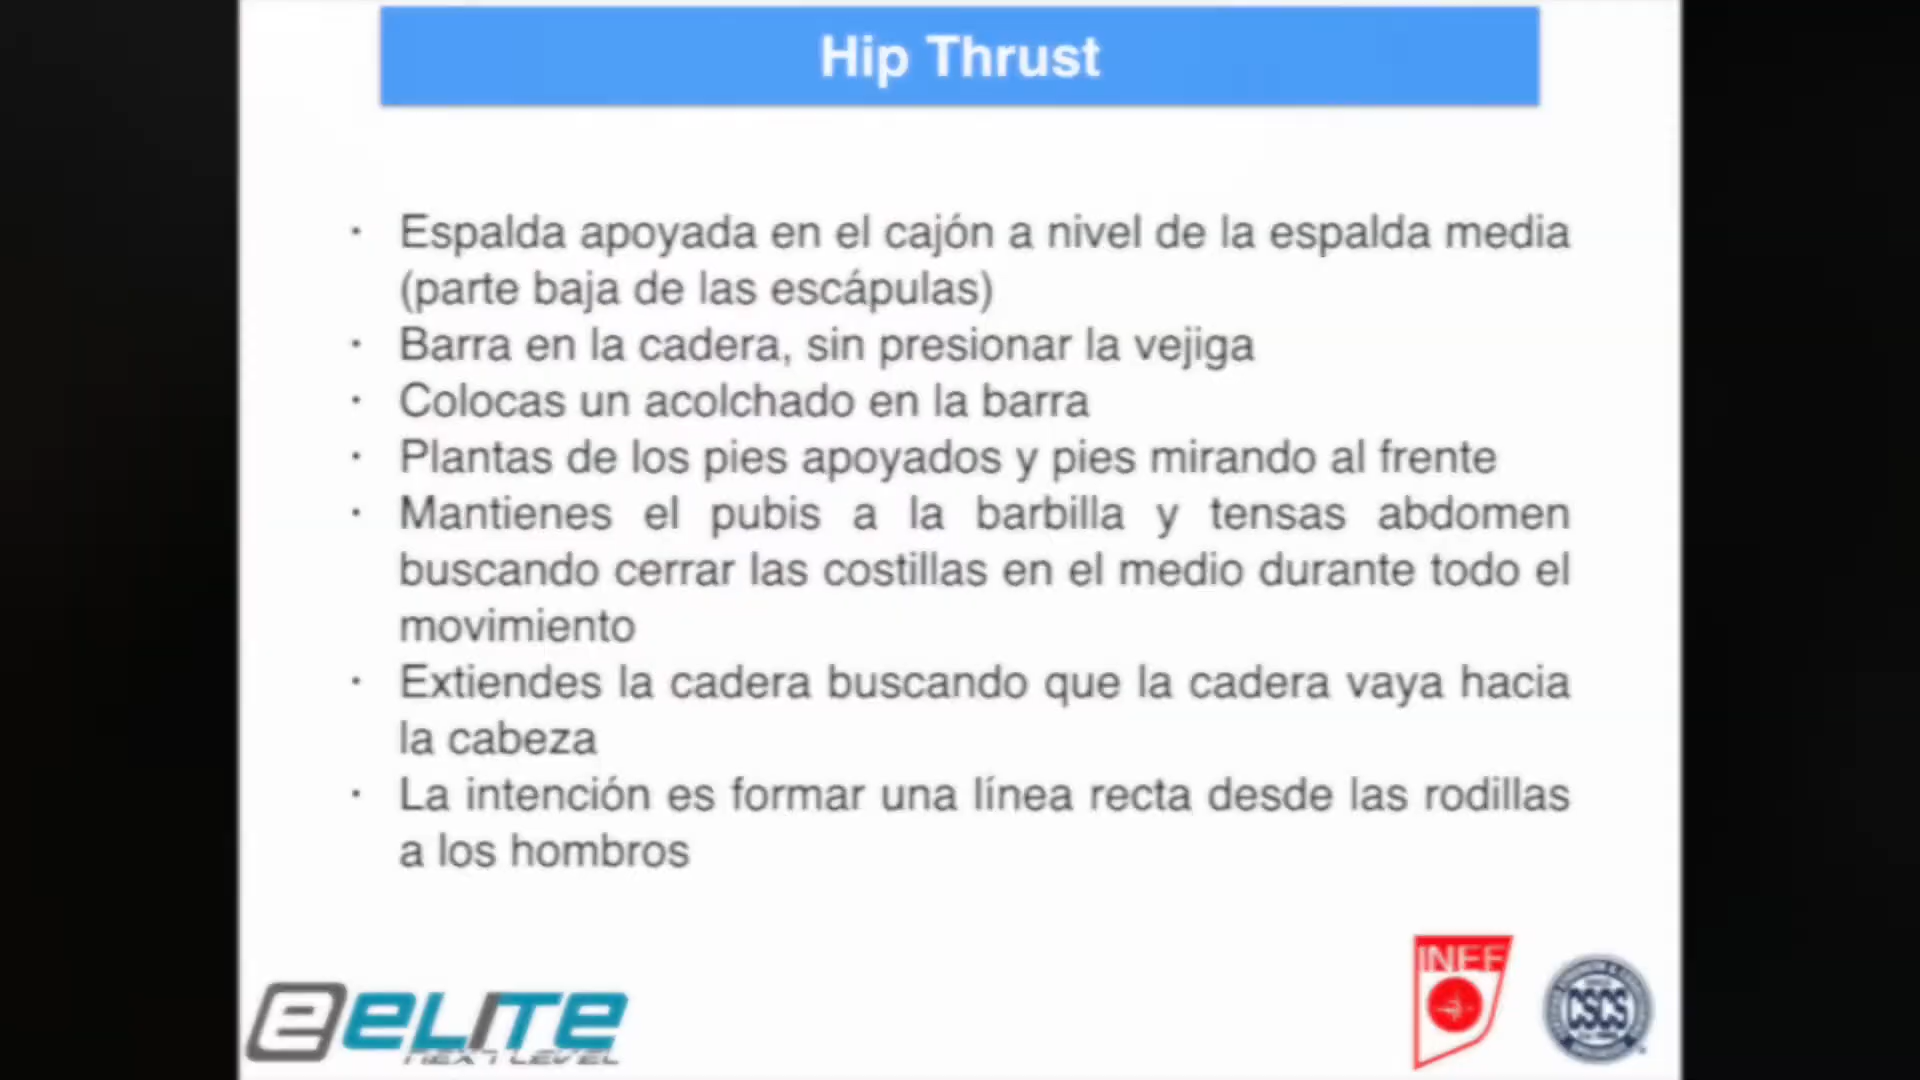 Hip Thrust
· Espalda apoyada en el cajón a nivel de la espalda media
(parte baja de las escápulas)
· Barra en la cadera, sin presionar la vejiga
· Colocas un acolchado en la barra
· Plantas de los pies apoyados y pies mirando al frente
· Mantienes el pubis a la barbilla y tensas abdomen
buscando cerrar las costillas en el medio durante todo el
movimiento
· Extiendes la cadera buscando que la cadera vaya hacia
la cabeza
· La intención es formar una línea recta desde las rodillas
a los hombros
e eLITe
NEXT LEVEL
INEF
CSCS